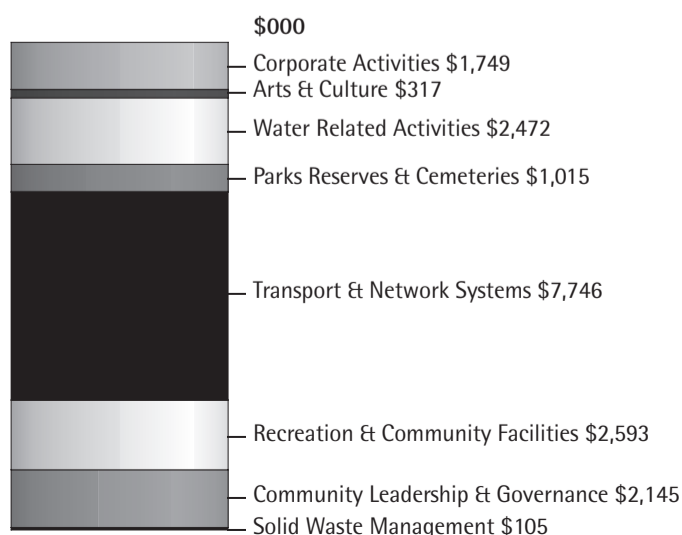 $000
Corporate Activities $1,749
Arts & Culture $317
Water Related Activities $2,472
Parks Reserves & Cemeteries $1,015
Transport & Network Systems $7,746
Recreation & Community Facilities $2,593
Community Leadership & Governance $2,145
Solid Waste Management $105